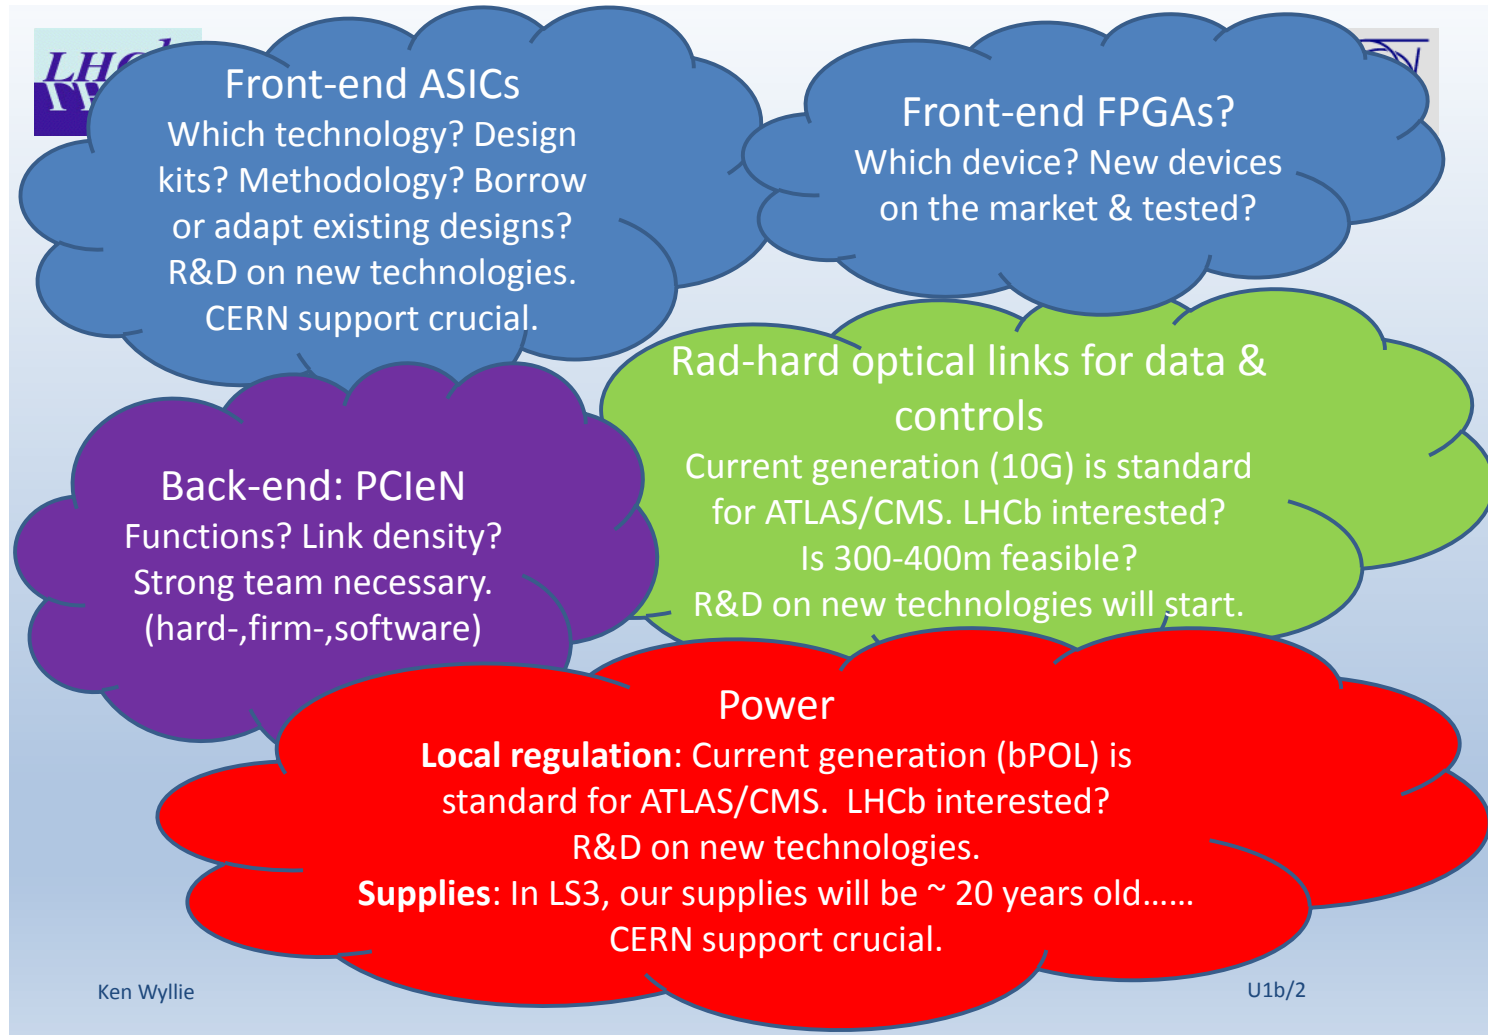 Front-end ASICs
Which technology? Design
kits? Methodology? Borrow
or adapt existing designs?
R&D on new technologies.
CERN support crucial.
Front-end FPGAs?
Which device? New devices
on the market & tested?
Rad-hard optical links for data &
controls
Current generation (10G) is standard
for ATLAS/CMS. LHCb interested?
Is 300-400m feasible?
R&D on new technologies will start.
Back-end: PCIeN
Functions? Link density?
Strong team necessary.
(hard-,firm-,software)
Power
Local regulation: Current generation (bPOL) is
standard for ATLAS/CMS.  LHCb interested?
R&D on new technologies.
Supplies: In LS3, our supplies will be ~ 20 years old……
CERN support crucial.
Ken Wyllie
U1b/2